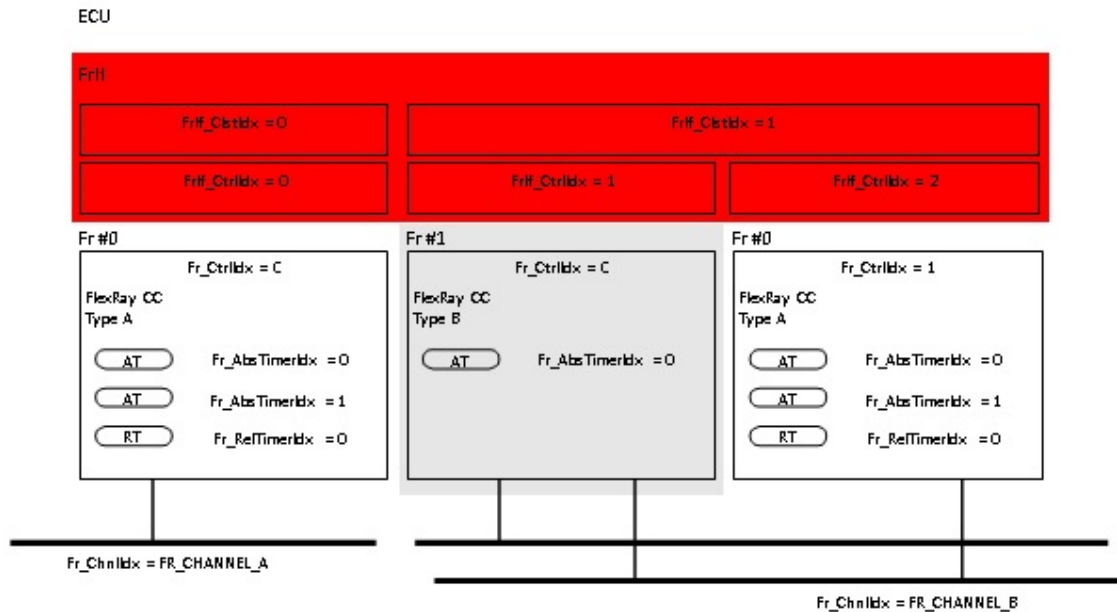 ECU
FrIf
FrIf_ClstIdx =0
FrIf_ClstIdx =1
FrIf_CtrlIdx = 0
FrIf_CtrlIdx = 1
FrIf_CtrlIdx = 2
Fr #0
Fr #1
Fr #0
Fr_CtrlIdx = C
FlexRay CC
Type A
AT Fr_AbsTimerIdx =0
AT Fr_AbsTimerIdx =1
RT Fr_RelTimerIdx =0
Fr_CtrlIdx = C
FlexRay CC
Type B
AT Fr_AbsTimerIdx =0
Fr_CtrlIdx = 1
FlexRay CC
Type A
AT Fr_AbsTimerIdx =0
AT Fr_AbsTimerIdx =1
RT Fr_RelTimerIdx =0
Fr_ChnlIdx = FR_CHANNEL_A
Fr_ChnlIdx = FR_CHANNEL_B